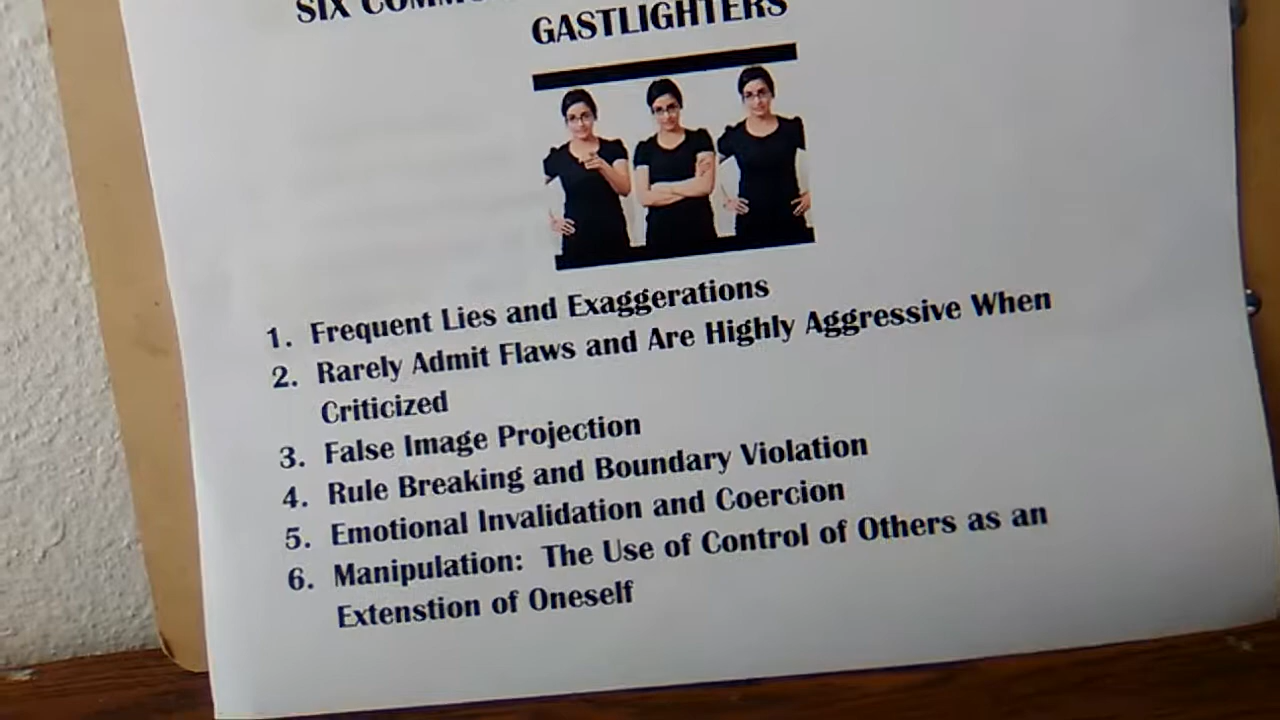 SIX
GASTLIGHTERS
1. Frequent Lies and Exaggerations
2. Rarely Admit Flaws and Are Highly Aggressive When
Criticized
3. False Image Projection
4. Rule Breaking and Boundary Violation
5. Emotional Invalidation and Coercion
6. Manipulation: The Use of Control of Others as an
Extenstion of Oneself